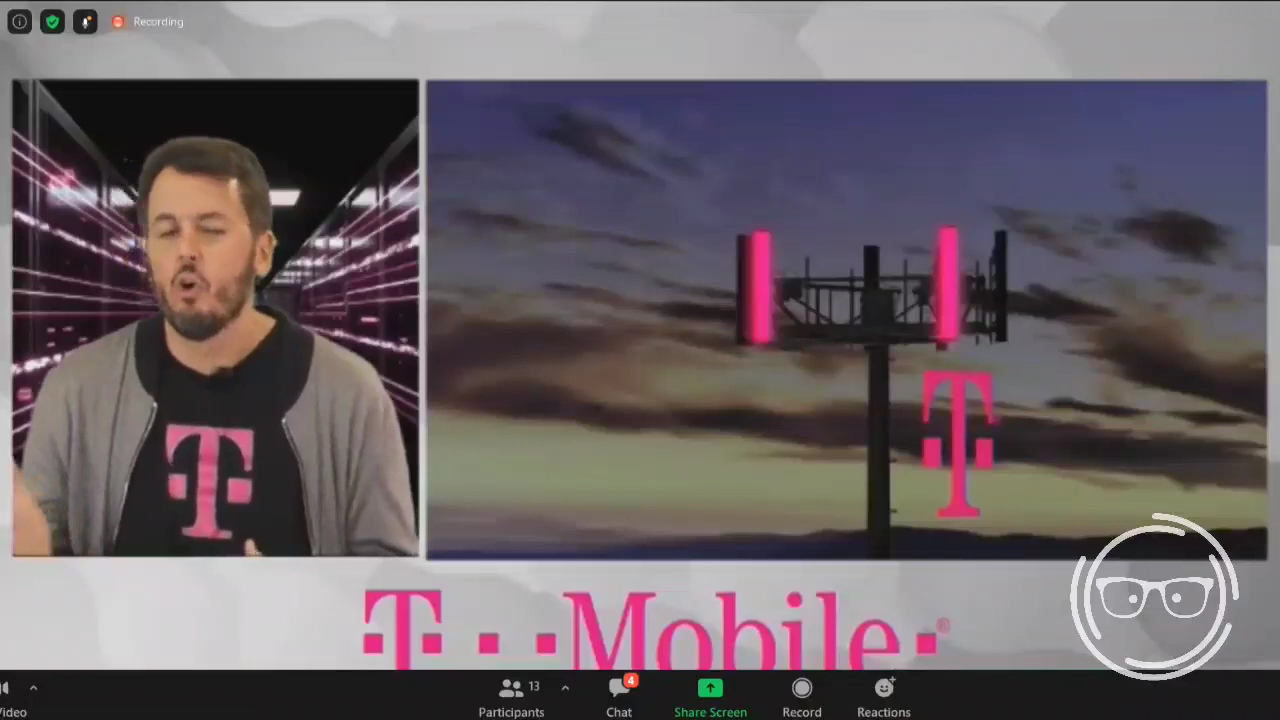 Recording
T
T
T··Mobile·®
13
4
Video
Participants
Chat
Share Screen
Record
Reactions